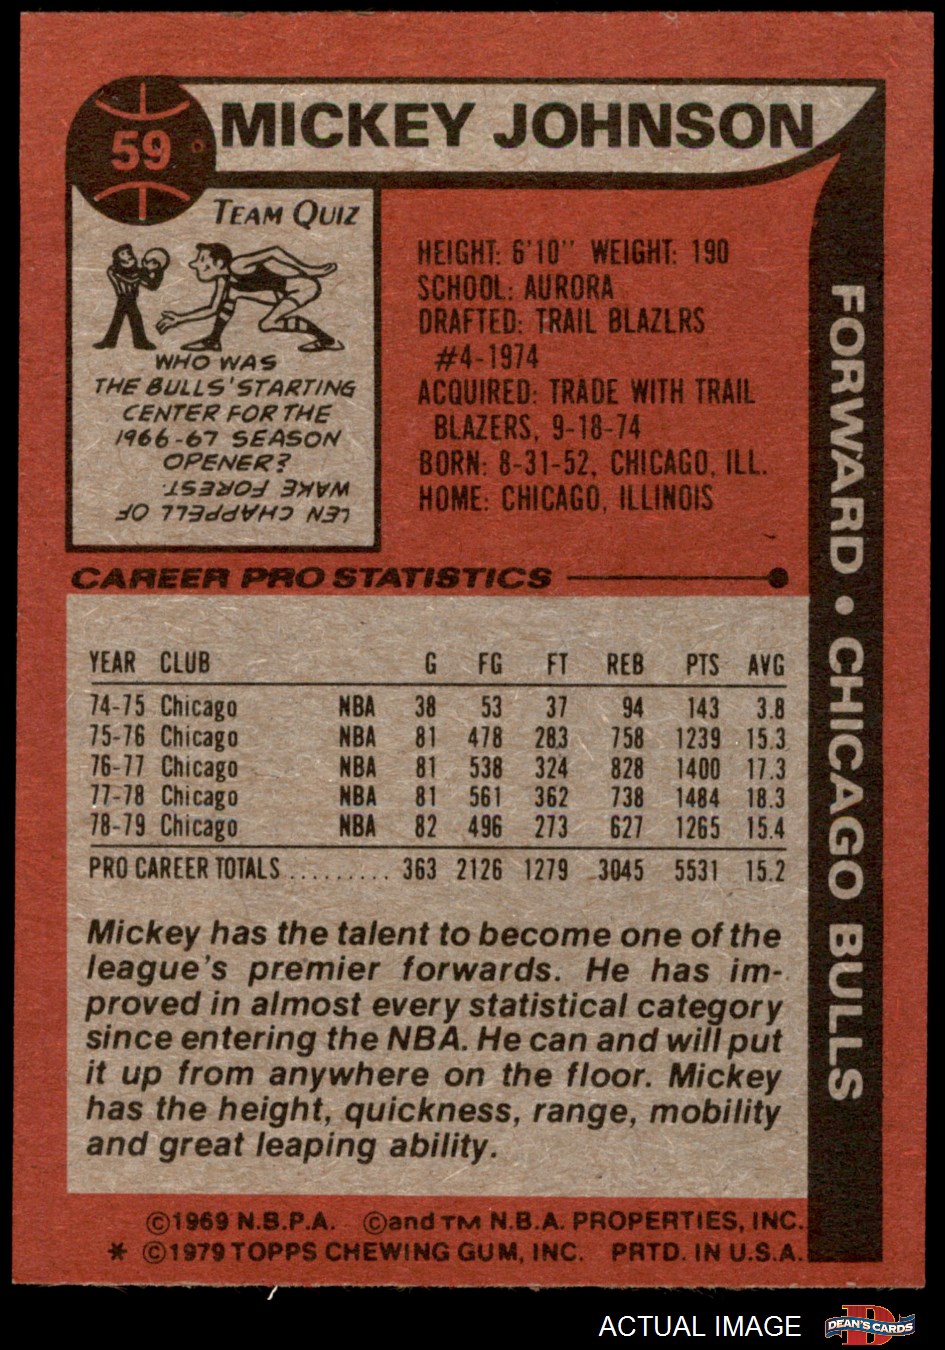 59
MICKEY JOHNSON
TEAM QUIZ
WHO WAS
THE BULLS' STARTING
CENTER FOR THE
1966-67 SEASON
OPENER?
LEN CHAPPELL OF
WAKE FOREST.
HEIGHT: 6'10" WEIGHT: 190
SCHOOL: AURORA
DRAFTED: TRAIL BLAZLRS
#4-1974
ACQUIRED: TRADE WITH TRAIL
BLAZERS, 9-18-74
BORN: 8-31-52, CHICAGO, ILL.
HOME: CHICAGO, ILLINOIS
FORWARD • CHICAGO BULLS
CAREER PRO STATISTICS
YEAR CLUB G FG FT REB PTS AVG
74-75 Chicago NBA 38 53 37 94 143 3.8
75-76 Chicago NBA 81 478 283 758 1239 15.3
76-77 Chicago NBA 81 538 324 828 1400 17.3
77-78 Chicago NBA 81 561 362 738 1484 18.3
78-79 Chicago NBA 82 496 273 627 1265 15.4
PRO CAREER TOTALS ......... 363 2126 1279 3045 5531 15.2
Mickey has the talent to become one of the
league's premier forwards. He has im-
proved in almost every statistical category
since entering the NBA. He can and will put
it up from anywhere on the floor. Mickey
has the height, quickness, range, mobility
and great leaping ability.
©1969 N.B.P.A. ©and TM N.B.A. PROPERTIES, INC.
* ©1979 TOPPS CHEWING GUM, INC. PRTD. IN U.S.A.
ACTUAL IMAGE
D
DEAN'S CARDS